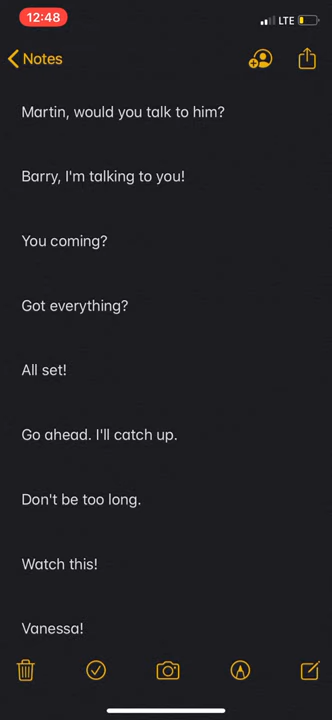 12:48
LTE
Notes
Martin, would you talk to him?
Barry, I'm talking to you!
You coming?
Got everything?
All set!
Go ahead. I'll catch up.
Don't be too long.
Watch this!
Vanessa!